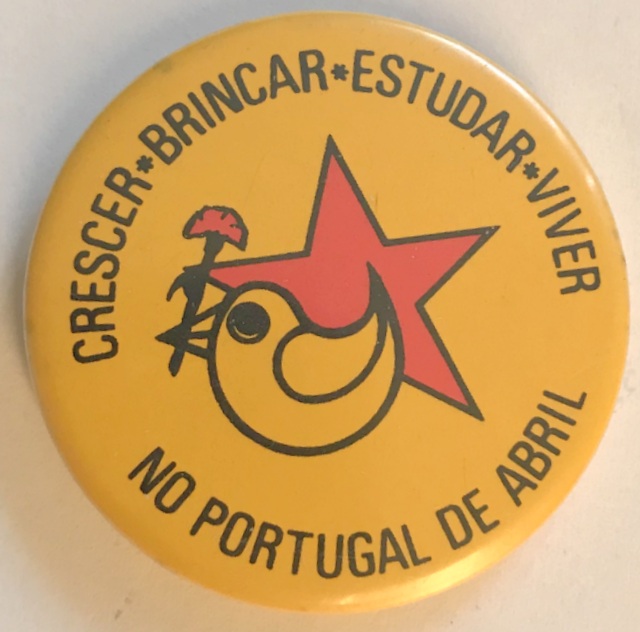 CRESCER*BRINCAR*ESTUDAR*VIVER
NO PORTUGAL DE ABRIL